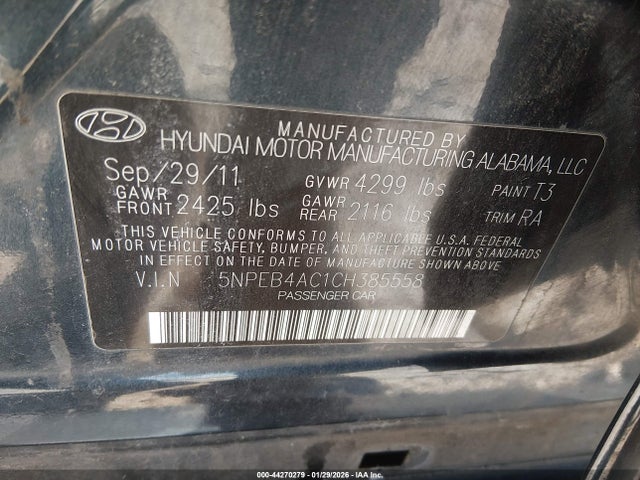 MANUFACTURED BY
HYUNDAI MOTOR MANUFACTURING ALABAMA, LLC
Sep/29/11 GVWR 4299 lbs PAINT T3
GAWR FRONT 2425 lbs GAWR REAR 2116 lbs TRIM RA
THIS VEHICLE CONFORMS TO ALL APPLICABLE U.S.A. FEDERAL
MOTOR VEHICLE SAFETY, BUMPER, AND THEFT PREVENTION STANDARDS
IN EFFECT ON THE DATE OF MANUFACTURE SHOWN ABOVE
V.I.N 5NPEB4AC1CH385558
PASSENGER CAR
000-44270279 - 01/29/2026 - IAA Inc.